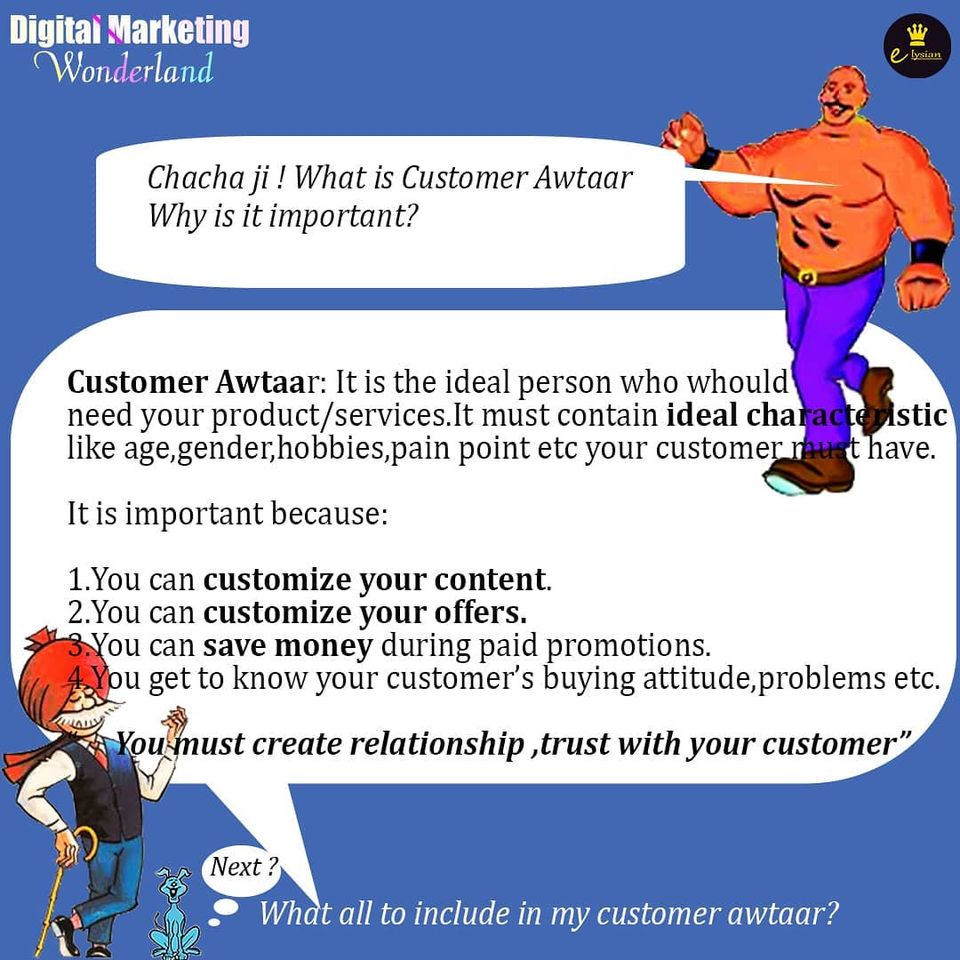 Digital Marketing
Wonderland
e lysian
Chacha ji ! What is Customer Awtaar
Why is it important?
Customer Awtaar: It is the ideal person who whould
need your product/services.It must contain ideal characteristic
like age,gender,hobbies,pain point etc your customer must have.
It is important because:
1.You can customize your content.
2.You can customize your offers.
3.You can save money during paid promotions.
4.You get to know your customer’s buying attitude,problems etc.
“ You must create relationship ,trust with your customer”
Next ?
What all to include in my customer awtaar?